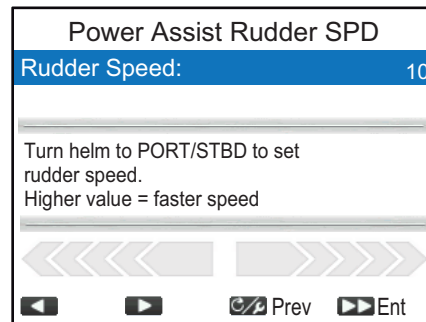 Power Assist Rudder SPD
Rudder Speed: 10
Turn helm to PORT/STBD to set
rudder speed.
Higher value = faster speed
Prev Ent